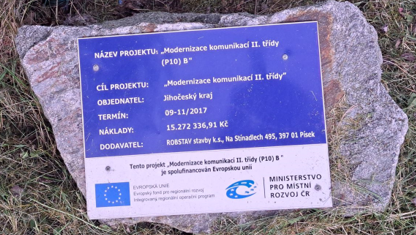 NÁZEV PROJEKTU: „Modernizace komunikací II. třídy
(P10) B“
CÍL PROJEKTU: „Modernizace komunikací II. třídy“
OBJEDNATEL: Jihočeský kraj
TERMÍN: 09-11/2017
NÁKLADY: 15.272 336,91 Kč
DODAVATEL: ROBSTAV stavby k.s., Na Stínadlech 495, 397 01 Písek
Tento projekt „Modernizace komunikací II. třídy (P10) B “
je spolufinancován Evropskou unií
EVROPSKÁ UNIE
Evropský fond pro regionální rozvoj
Integrovaný regionální operační program
MINISTERSTVO
PRO MÍSTNÍ
ROZVOJ ČR